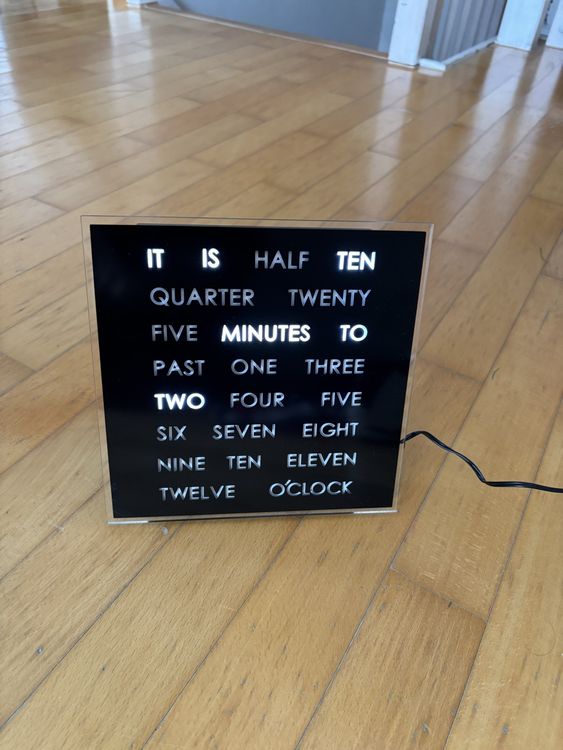 IT IS HALF TEN
QUARTER TWENTY
FIVE MINUTES TO
PAST ONE THREE
TWO FOUR FIVE
SIX SEVEN EIGHT
NINE TEN ELEVEN
TWELVE O'CLOCK